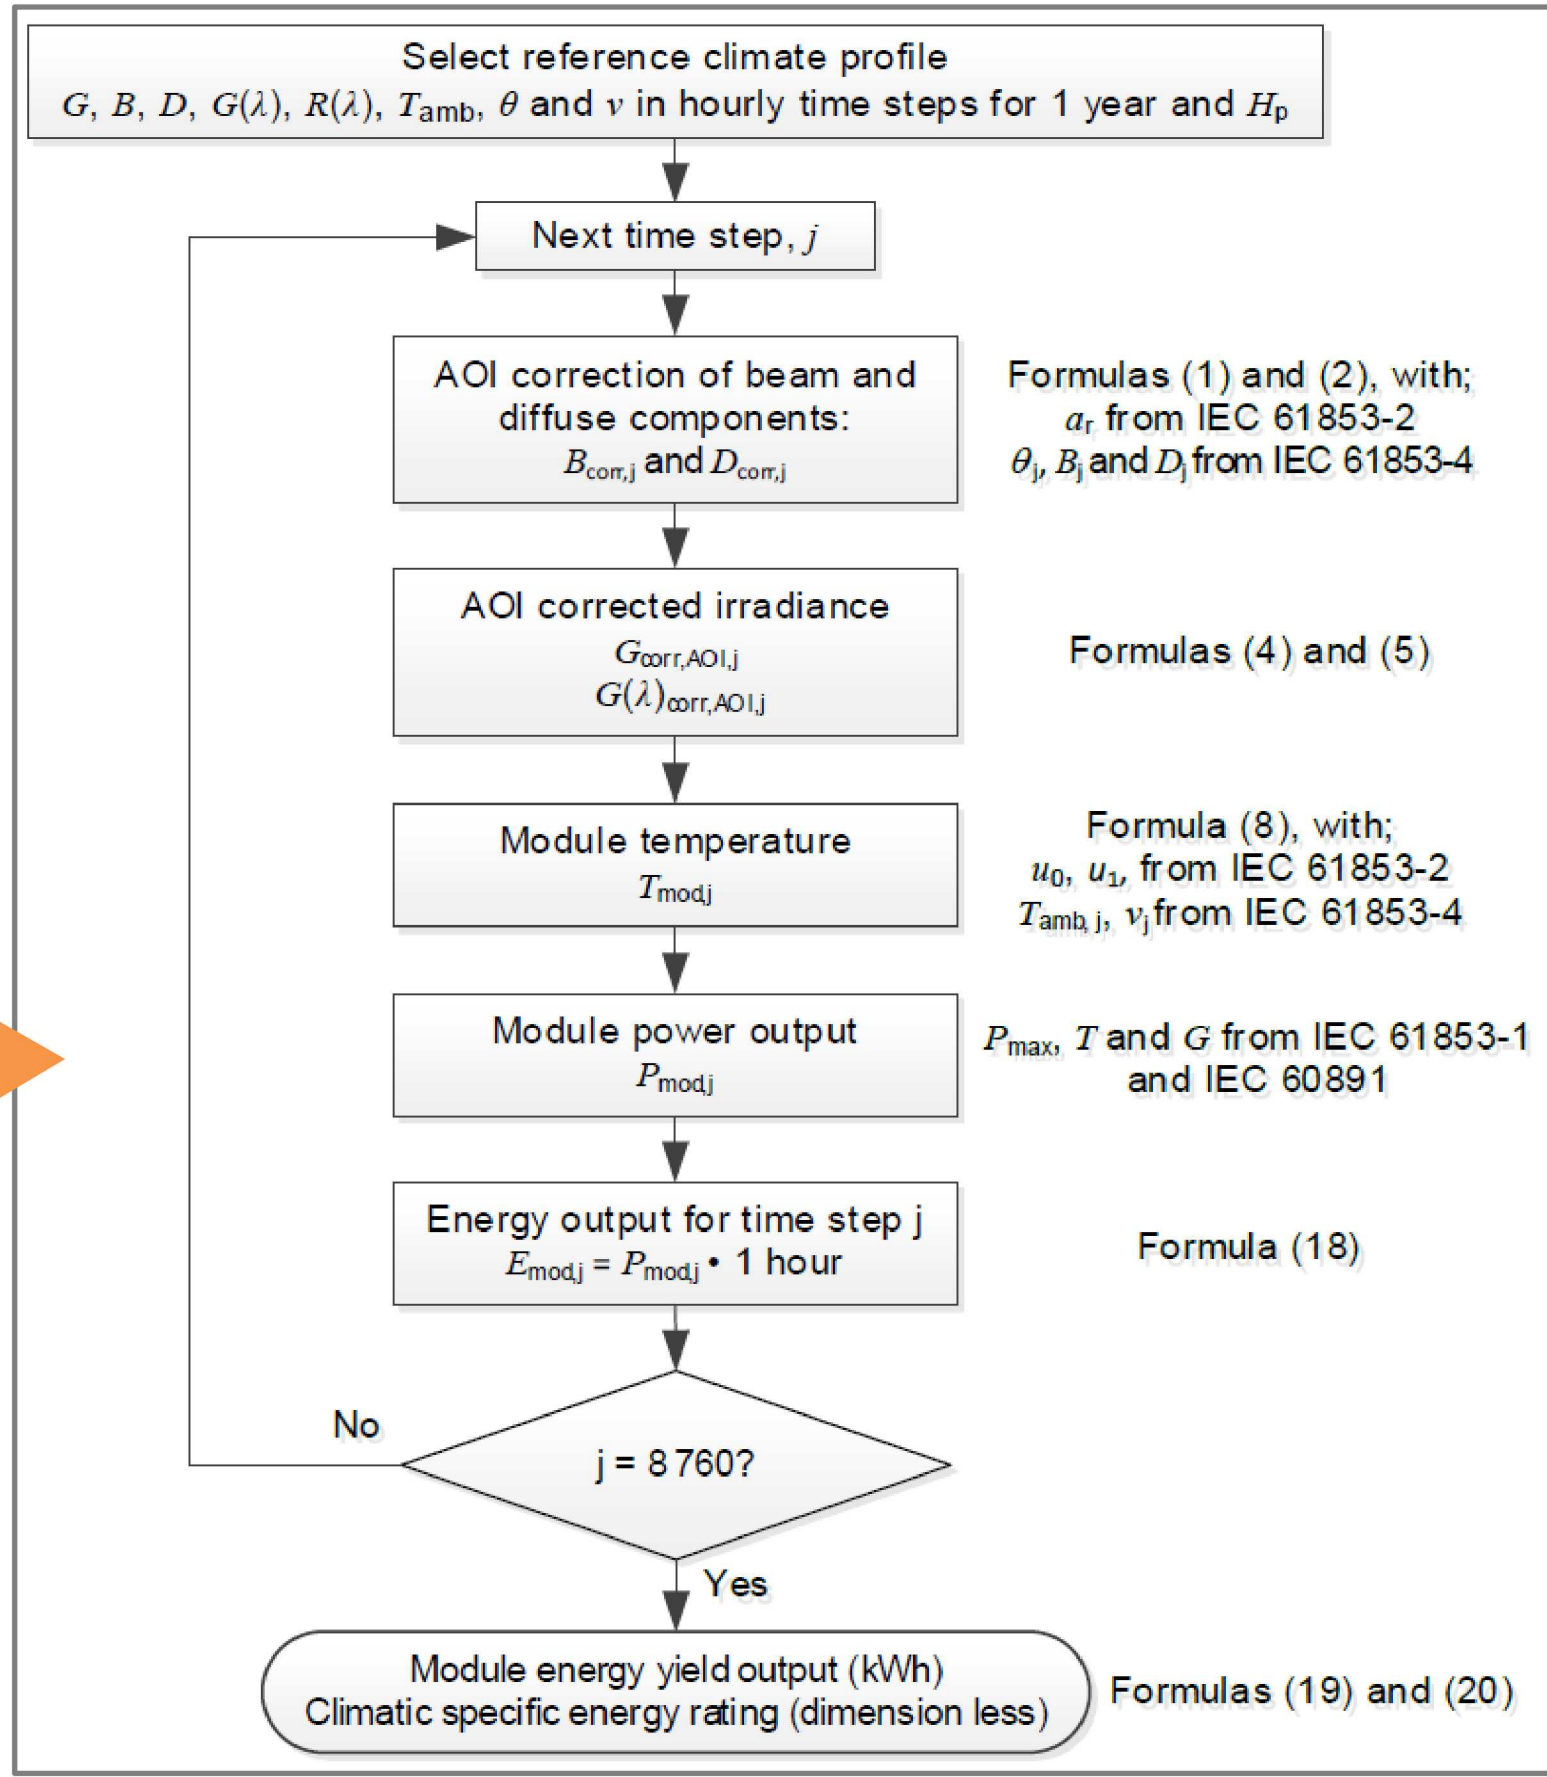 Select reference climate profile
G, B, D, G(λ), R(λ), Tamb, θ and v in hourly time steps for 1 year and Hp
Next time step, j
AOI correction of beam and
diffuse components:
Bcorr,j and Dcorr,j
Formulas (1) and (2), with;
ar from IEC 61853-2
θj, Bj and Dj from IEC 61853-4
AOI corrected irradiance
Gcorr,AOI,j
G(λ)corr,AOI,j
Formulas (4) and (5)
Module temperature
Tmod,j
Formula (8), with;
u0, u1, from IEC 61853-2
Tamb, j, vj from IEC 61853-4
Module power output
Pmod,j
Pmax, T and G from IEC 61853-1
and IEC 60891
Energy output for time step j
Emod,j = Pmod,j • 1 hour
Formula (18)
No
j = 8 760?
Yes
Module energy yield output (kWh)
Climatic specific energy rating (dimension less)
Formulas (19) and (20)